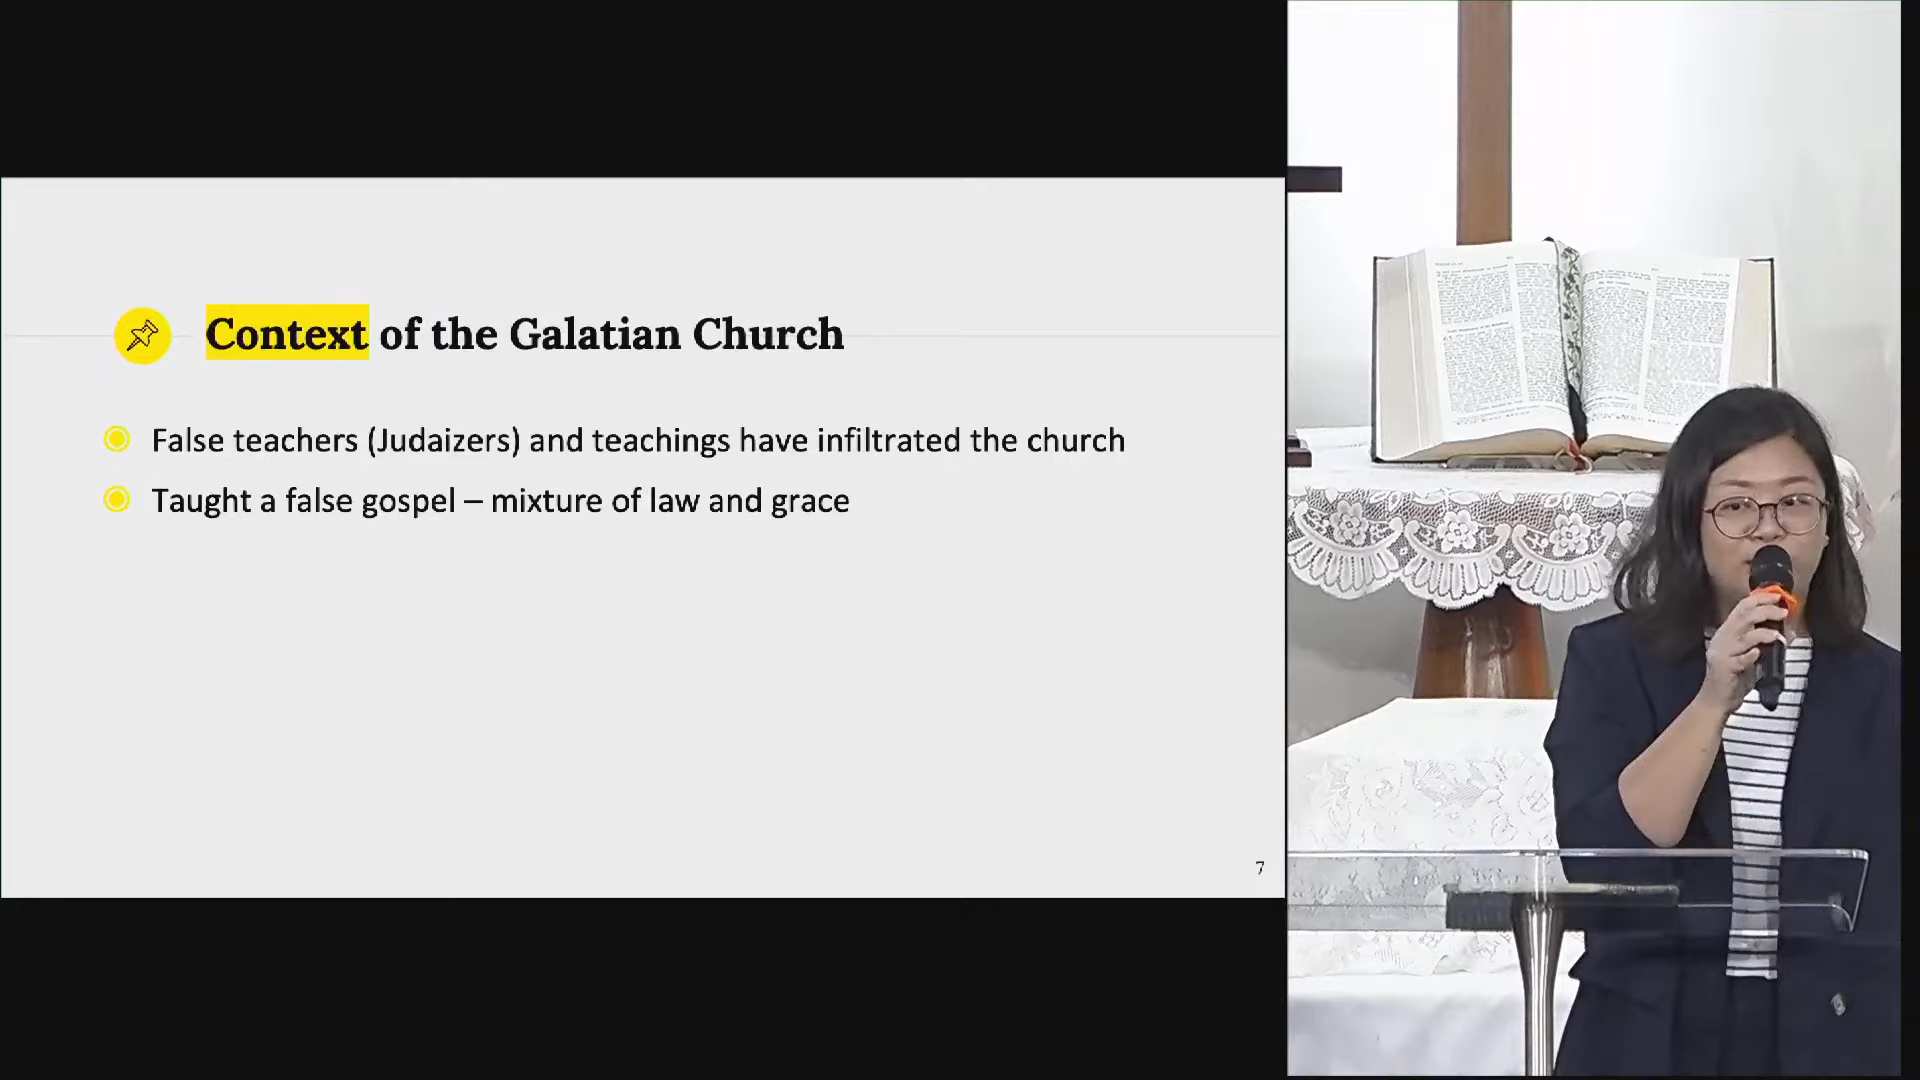 Context of the Galatian Church
False teachers (Judaizers) and teachings have infiltrated the church
Taught a false gospel – mixture of law and grace
7